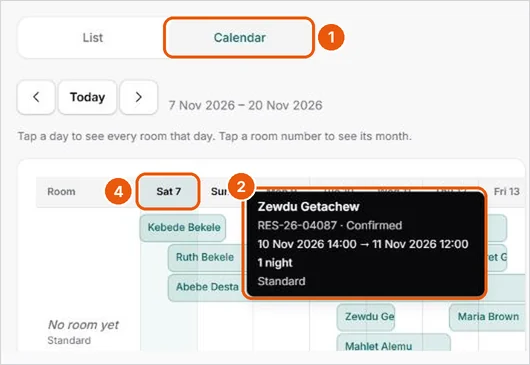 List
Calendar
1
Today
7 Nov 2026 – 20 Nov 2026
Tap a day to see every room that day. Tap a room number to see its month.
Room
4
Sat 7
2
Fri 13
Zewdu Getachew
RES-26-04087 · Confirmed
10 Nov 2026 14:00 → 11 Nov 2026 12:00
1 night
Standard
Kebede Bekele
Ruth Bekele
Abebe Desta
No room yet
Standard
Zewdu Ge
Maria Brown
Mahlet Alemu